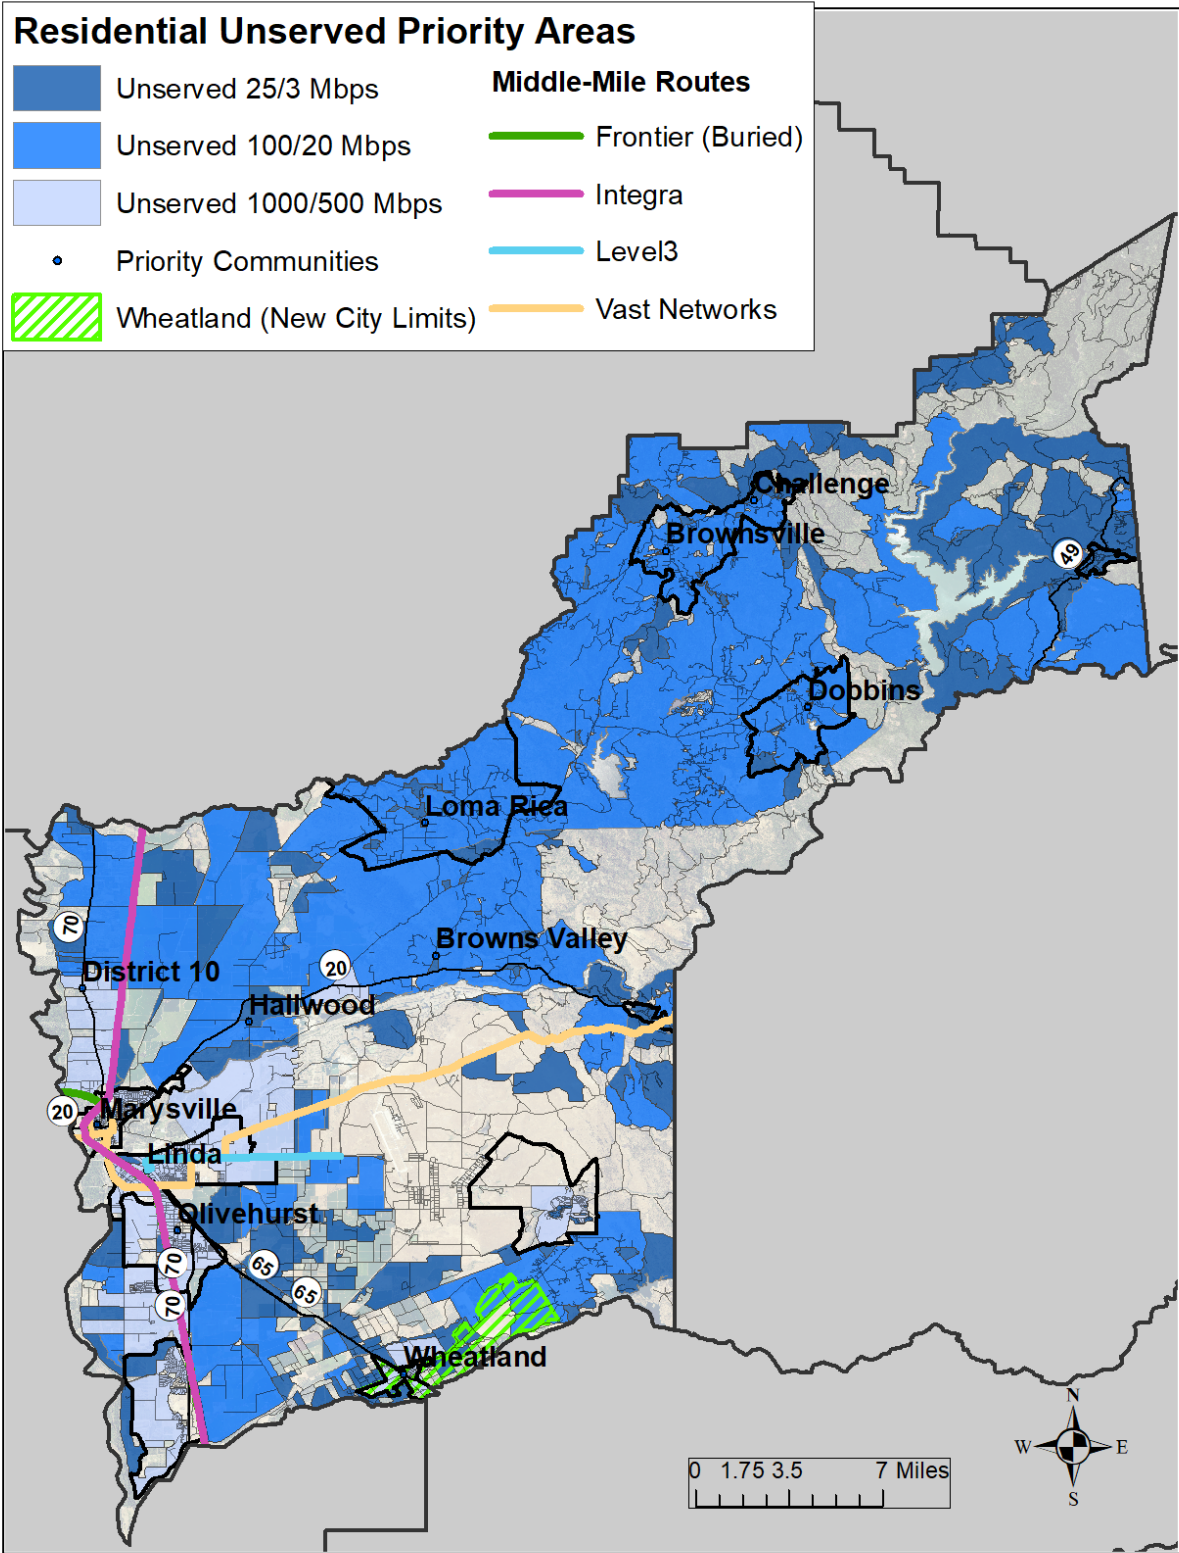 Residential Unserved Priority Areas
Unserved 25/3 Mbps
Unserved 100/20 Mbps
Unserved 1000/500 Mbps
Priority Communities
Wheatland (New City Limits)
Middle-Mile Routes
Frontier (Buried)
Integra
Level3
Vast Networks
Challenge
Brownsville
49
Dobbins
Loma Rica
70
Browns Valley
20
District 10
Hallwood
20
Marysville
Linda
Olivehurst
70
65
65
70
Wheatland
N
W E
S
0 1.75 3.5 7 Miles